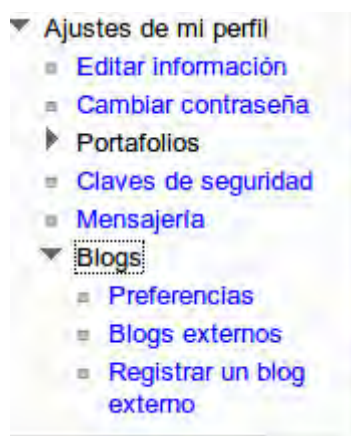 Ajustes de mi perfil
Editar información
Cambiar contraseña
Portafolios
Claves de seguridad
Mensajería
Blogs
Preferencias
Blogs externos
Registrar un blog
externo